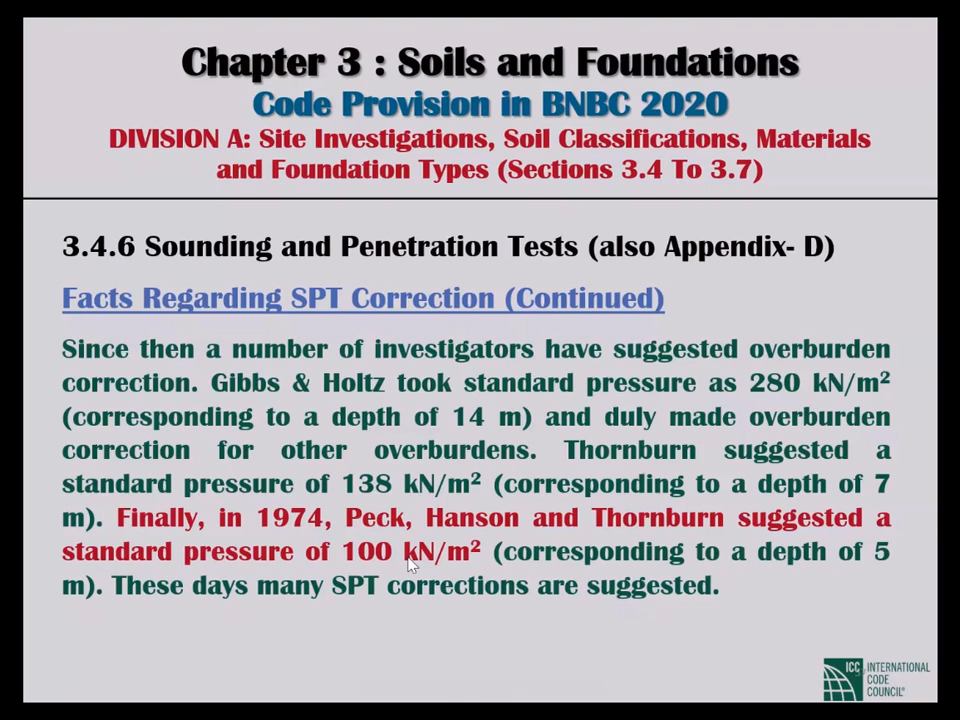 Chapter 3 : Soils and Foundations
Code Provision in BNBC 2020
DIVISION A: Site Investigations, Soil Classifications, Materials
and Foundation Types (Sections 3.4 To 3.7)
3.4.6 Sounding and Penetration Tests (also Appendix- D)
Facts Regarding SPT Correction (Continued)
Since then a number of investigators have suggested overburden
correction. Gibbs & Holtz took standard pressure as 280 kN/m²
(corresponding to a depth of 14 m) and duly made overburden
correction for other overburdens. Thornburn suggested a
standard pressure of 138 kN/m² (corresponding to a depth of 7
m). Finally, in 1974, Peck, Hanson and Thornburn suggested a
standard pressure of 100 kN/m² (corresponding to a depth of 5
m). These days many SPT corrections are suggested.
ICC INTERNATIONAL
CODE
COUNCIL®